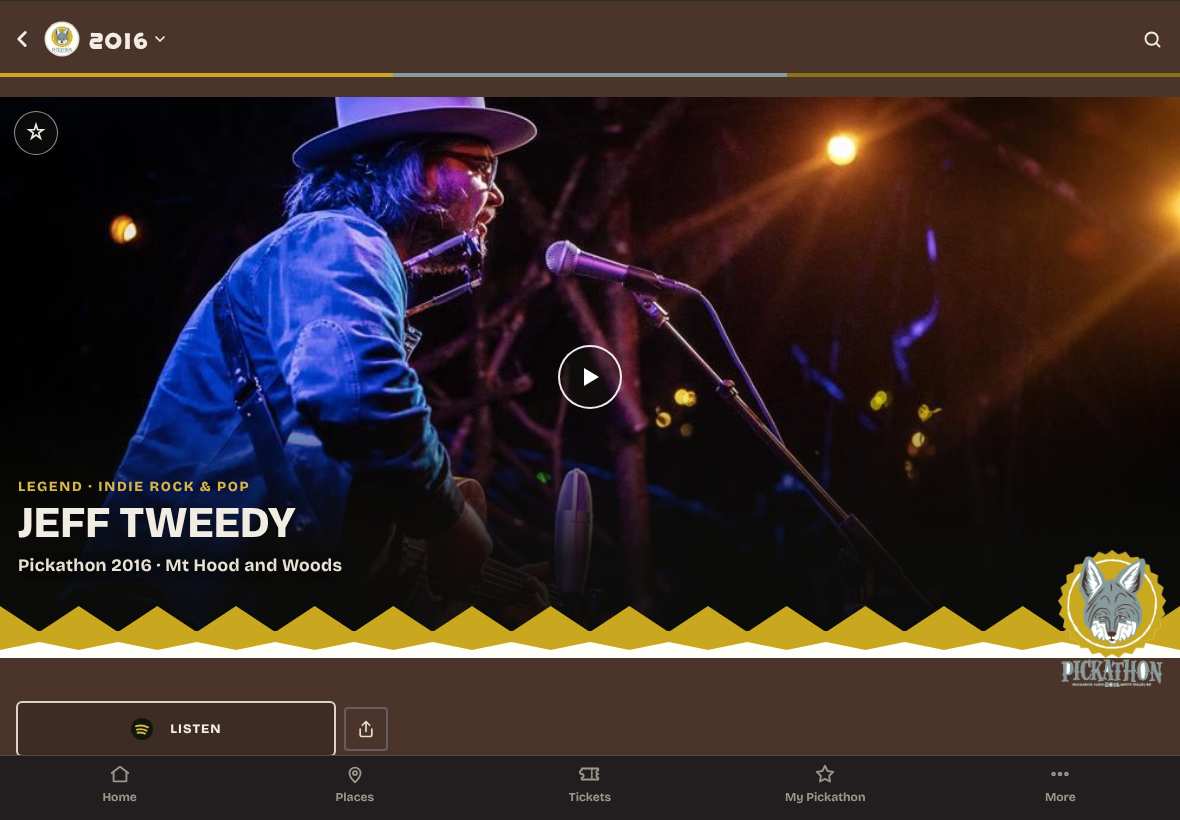 2016
LEGEND · INDIE ROCK & POP
JEFF TWEEDY
Pickathon 2016 · Mt Hood and Woods
PICKATHON
LISTEN
Home
Places
Tickets
My Pickathon
More